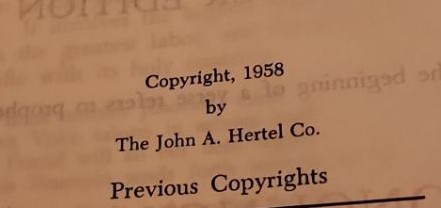 Copyright, 1958
by
The John A. Hertel Co.
Previous Copyrights